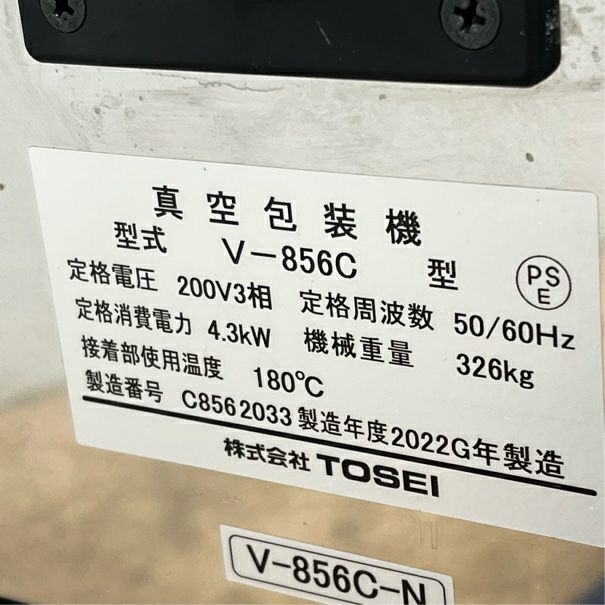 真空包装機
型式 V-856C 型
PS
E
定格電圧 200V3相 定格周波数 50/60Hz
定格消費電力 4.3kW 機械重量 326kg
接着部使用温度 180℃
製造番号 C8562033 製造年度2022G年製造
株式会社 TOSEI
V-856C-N